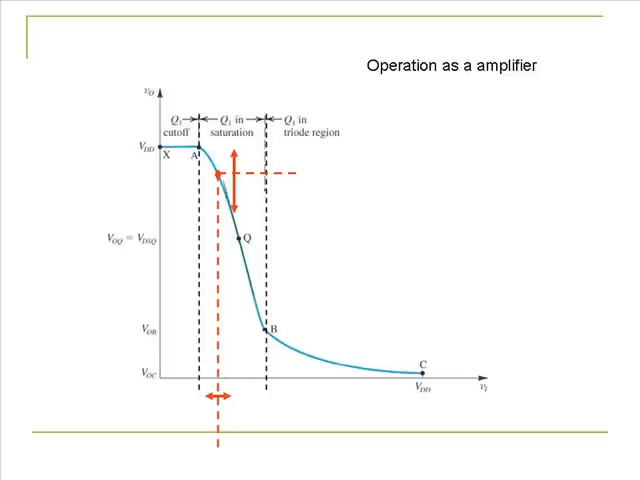 Operation as a amplifier
vO
Q1 Q1 in Q1 in
cutoff saturation triode region
VDD
X A
VOQ = VDSQ Q
VOB B
C
VOC
VDD vI